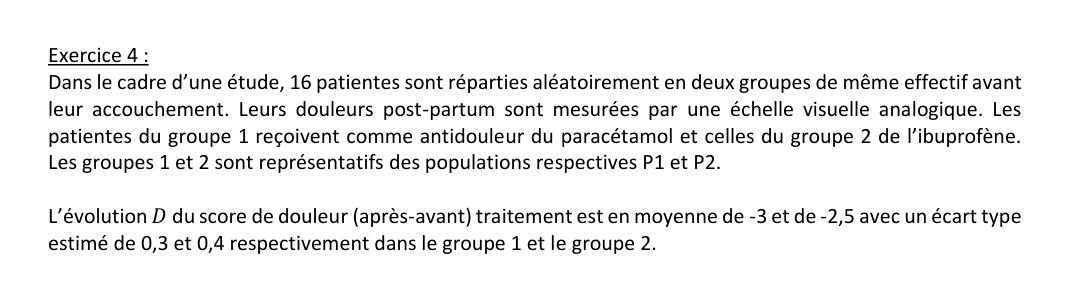 Exercice 4 :
Dans le cadre d’une étude, 16 patientes sont réparties aléatoirement en deux groupes de même effectif avant
leur accouchement. Leurs douleurs post-partum sont mesurées par une échelle visuelle analogique. Les
patientes du groupe 1 reçoivent comme antidouleur du paracétamol et celles du groupe 2 de l’ibuprofène.
Les groupes 1 et 2 sont représentatifs des populations respectives P1 et P2.
L’évolution D du score de douleur (après-avant) traitement est en moyenne de -3 et de -2,5 avec un écart type
estimé de 0,3 et 0,4 respectivement dans le groupe 1 et le groupe 2.